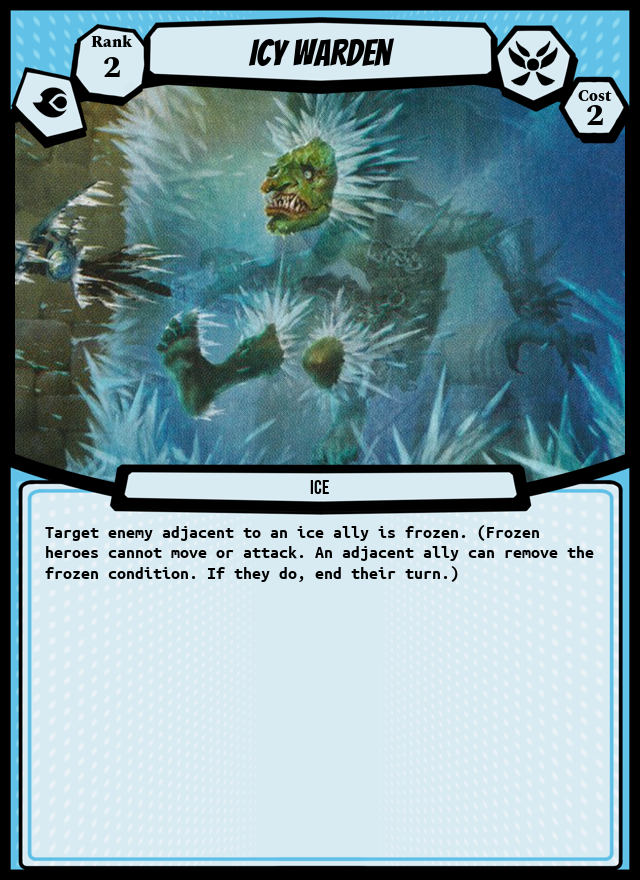 Rank
2
ICY WARDEN
Cost
2
ICE
Target enemy adjacent to an ice ally is frozen. (Frozen
heroes cannot move or attack. An adjacent ally can remove the
frozen condition. If they do, end their turn.)